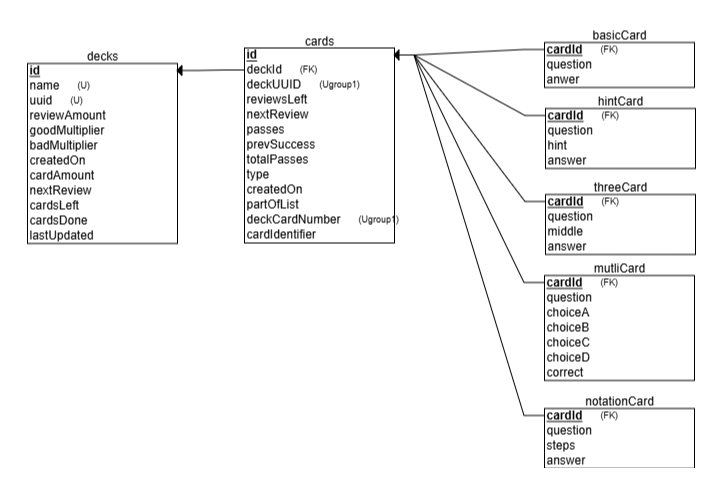 decks
id
name (U)
uuid (U)
reviewAmount
goodMultiplier
badMultiplier
createdOn
cardAmount
nextReview
cardsLeft
cardsDone
lastUpdated
cards
id
deckId (FK)
deckUUID (Ugroup1)
reviewsLeft
nextReview
passes
prevSuccess
totalPasses
type
createdOn
partOfList
deckCardNumber (Ugroup1)
cardIdentifier
basicCard
cardId (FK)
question
anwer
hintCard
cardId (FK)
question
hint
answer
threeCard
cardId (FK)
question
middle
answer
mutliCard
cardId (FK)
question
choiceA
choiceB
choiceC
choiceD
correct
notationCard
cardId (FK)
question
steps
answer